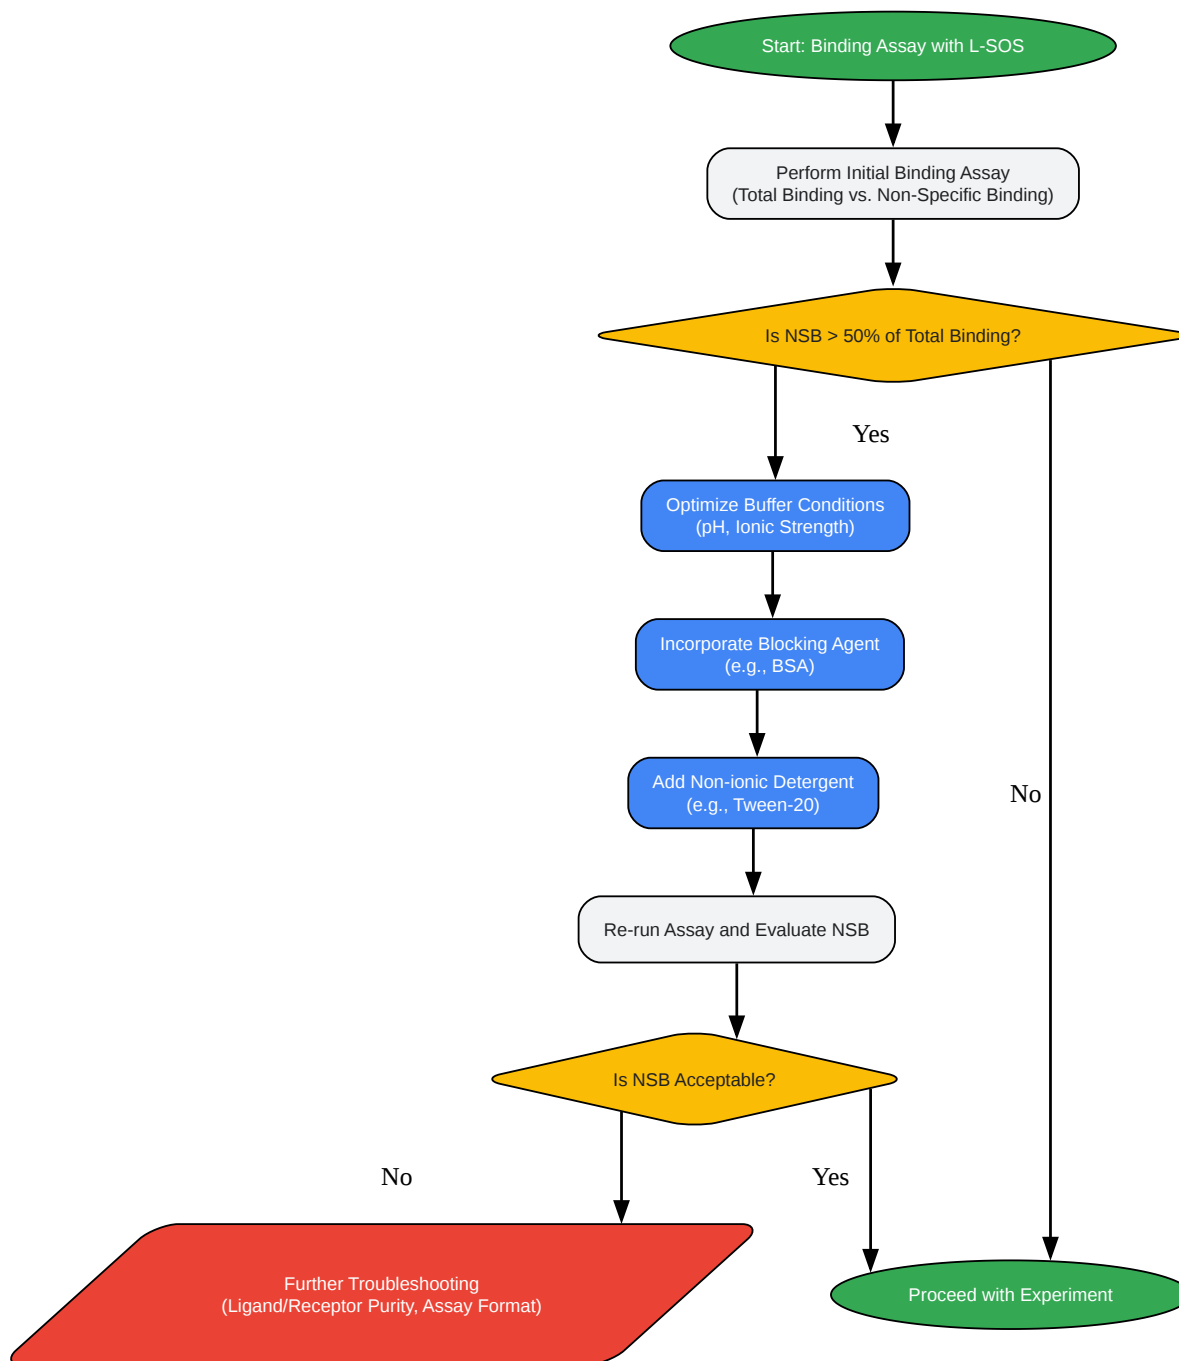 Start: Binding Assay with L-SOS
Perform Initial Binding Assay
(Total Binding vs. Non-Specific Binding)
Is NSB > 50% of Total Binding?
Yes
Optimize Buffer Conditions
(pH, Ionic Strength)
Incorporate Blocking Agent
(e.g., BSA)
Add Non-ionic Detergent
(e.g., Tween-20)
No
Re-run Assay and Evaluate NSB
Is NSB Acceptable?
No
Yes
Further Troubleshooting
(Ligand/Receptor Purity, Assay Format)
Proceed with Experiment